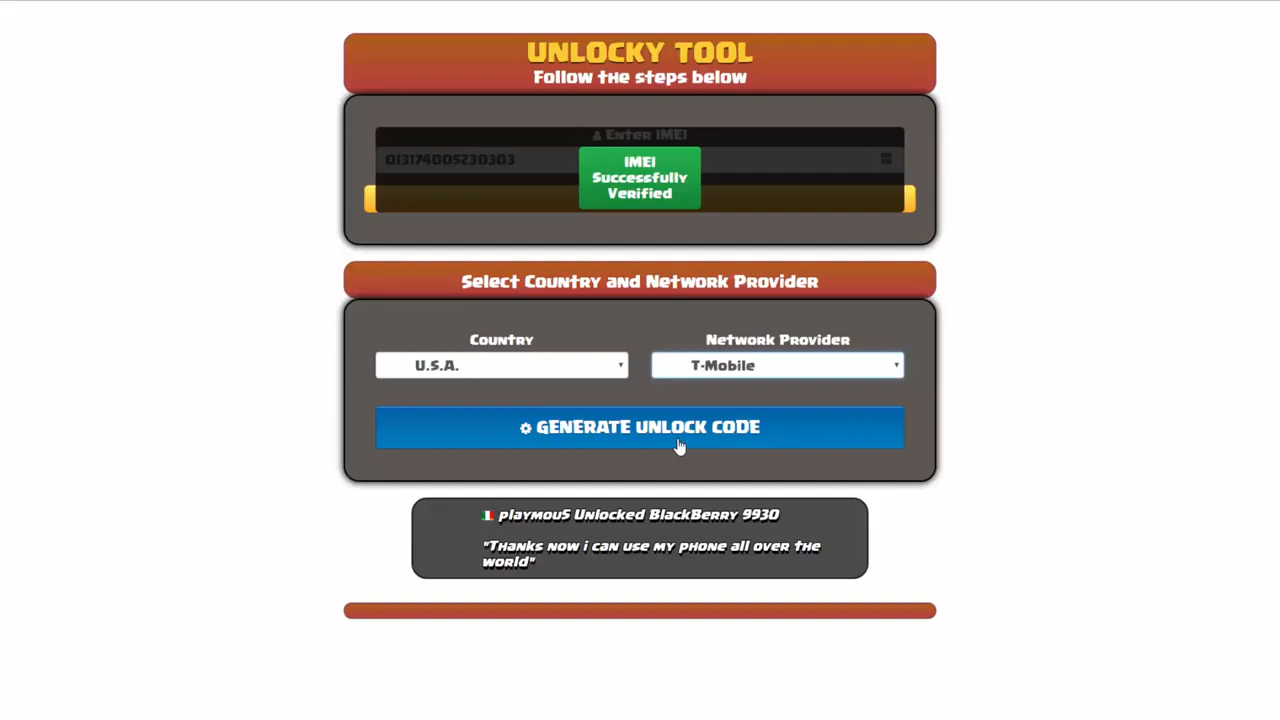 UNLOCKY TOOL
Follow the steps below
Enter IMEI
013174005230303
IMEI
Successfully
Verified
Select Country and Network Provider
Country
Network Provider
U.S.A.
T-Mobile
GENERATE UNLOCK CODE
playmou5 Unlocked BlackBerry 9930
"Thanks now i can use my phone all over the
world"